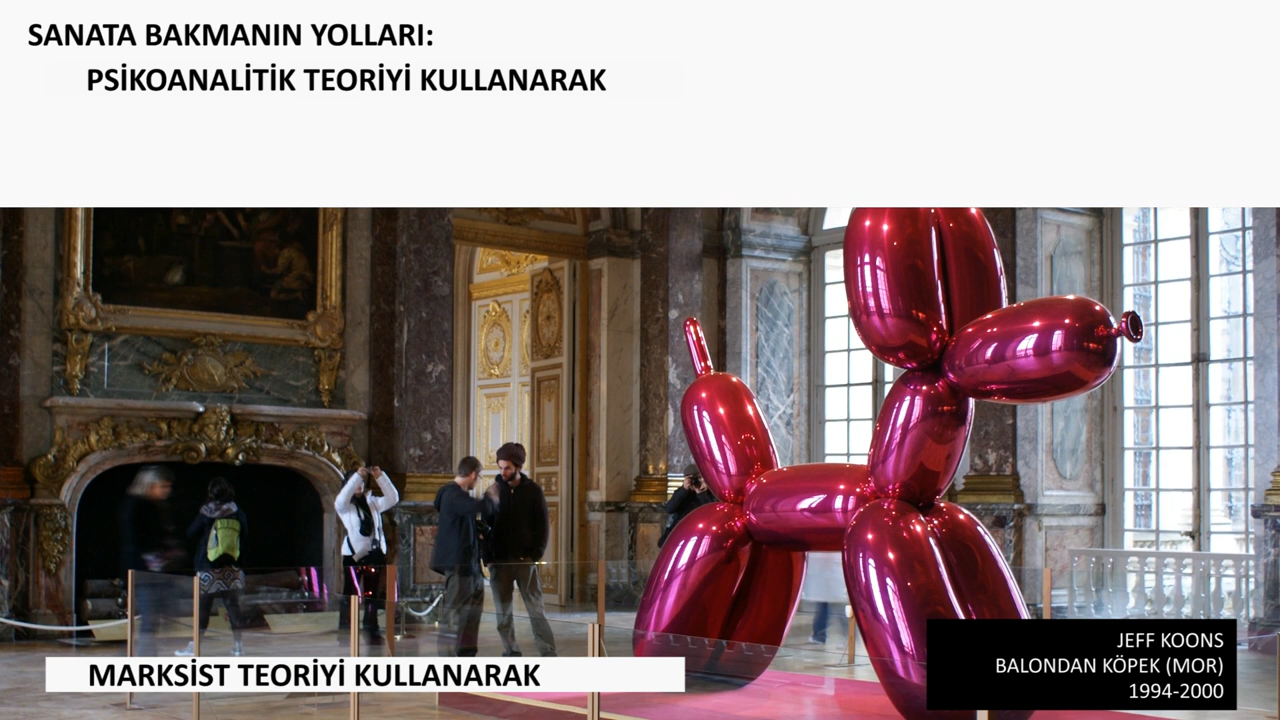 SANATA BAKMANIN YOLLARI:
PSİKOANALİTİK TEORİYİ KULLANARAK
MARKSİST TEORİYİ KULLANARAK
JEFF KOONS
BALONDAN KÖPEK (MOR)
1994-2000